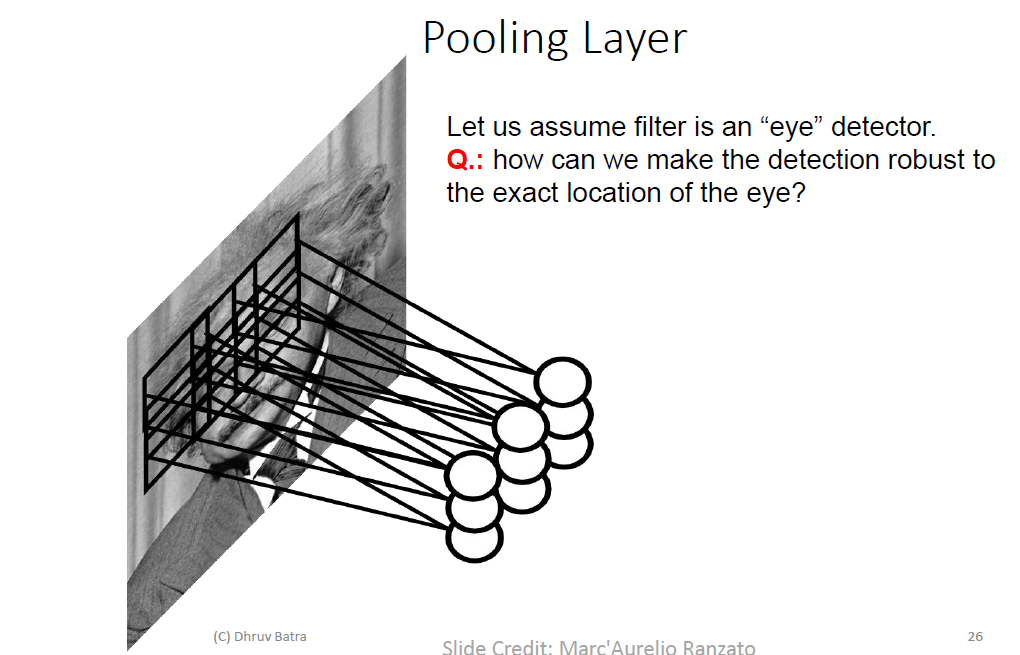 Pooling Layer
Let us assume filter is an “eye” detector.
Q.: how can we make the detection robust to
the exact location of the eye?
(C) Dhruv Batra
Slide Credit: Marc'Aurelio Ranzato
26